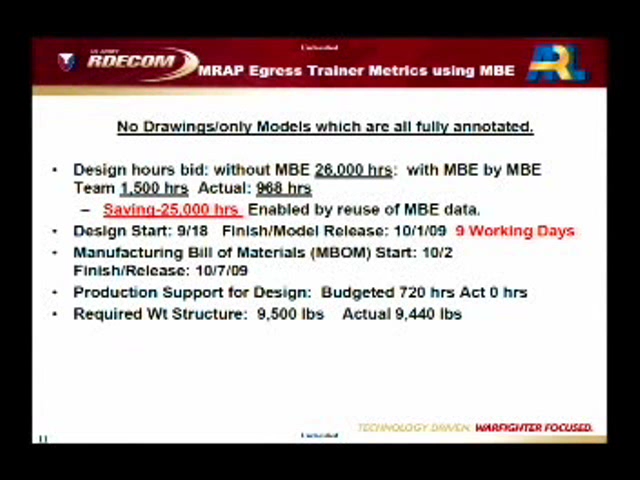 Unclassified
U.S. ARMY
RDECOM
ARL
MRAP Egress Trainer Metrics using MBE
No Drawings/only Models which are all fully annotated.
• Design hours bid: without MBE 26,000 hrs: with MBE by MBE
Team 1,500 hrs Actual: 968 hrs
– Saving-25,000 hrs Enabled by reuse of MBE data.
• Design Start: 9/18 Finish/Model Release: 10/1/09 9 Working Days
• Manufacturing Bill of Materials (MBOM) Start: 10/2
Finish/Release: 10/7/09
• Production Support for Design: Budgeted 720 hrs Act 0 hrs
• Required Wt Structure: 9,500 lbs Actual 9,440 lbs
TECHNOLOGY DRIVEN. WARFIGHTER FOCUSED.
11
Unclassified